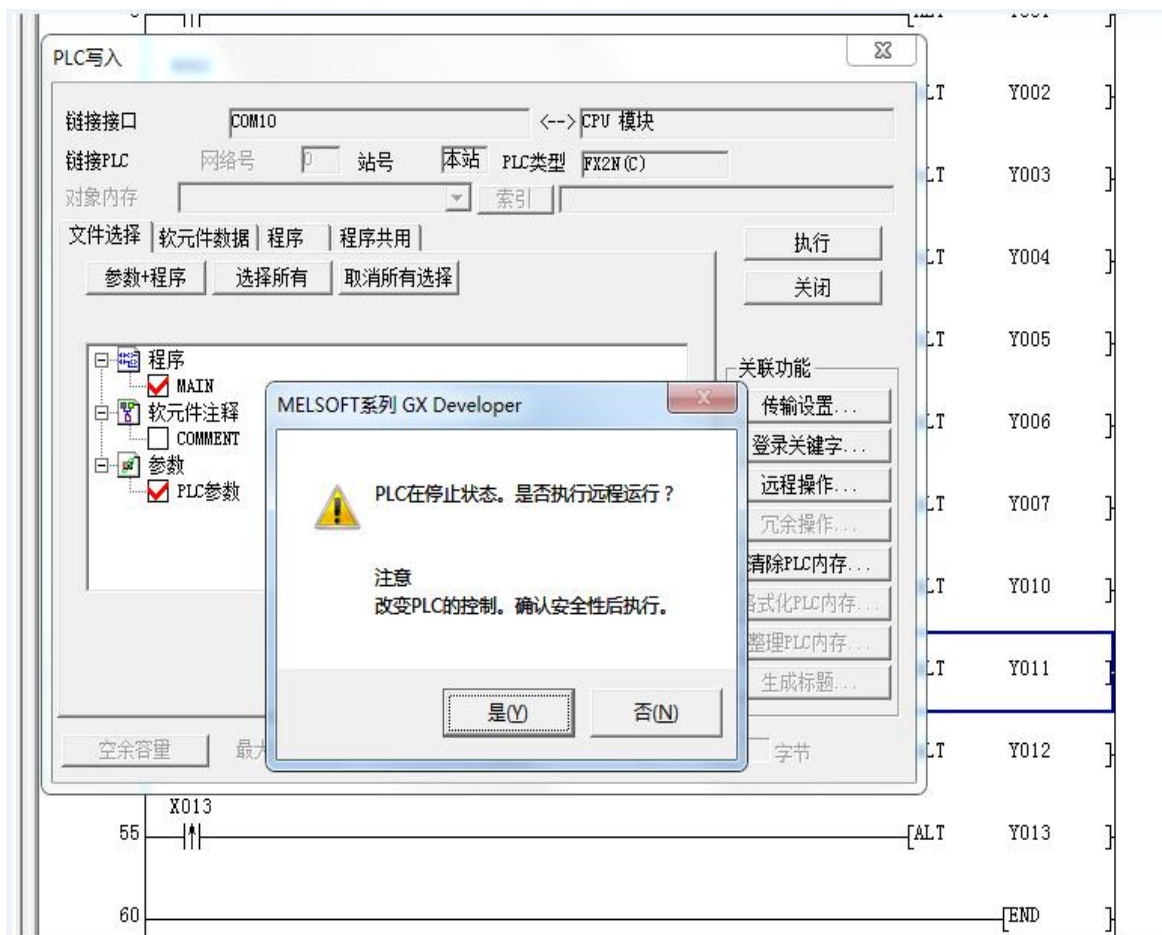 PLC写入
链接接口 COM10 <--> CPU 模块
链接PLC 网络号 0 站号 本站 PLC类型 FX2N(C)
对象内存 索引
文件选择 软元件数据 程序 程序共用
参数+程序 选择所有 取消所有选择
执行
关闭
程序
MAIN
软元件注释
COMMENT
参数
PLC参数
关联功能
传输设置...
登录关键字...
远程操作...
冗余操作...
清除PLC内存...
格式化PLC内存...
整理PLC内存...
生成标题...
空余容量 字节
MELSOFT系列 GX Developer
PLC在停止状态。是否执行远程运行？
注意
改变PLC的控制。确认安全性后执行。
是(Y) 否(N)
LT Y002
LT Y003
LT Y004
LT Y005
LT Y006
LT Y007
LT Y010
LT Y011
LT Y012
X013
55 [ALT Y013 ]
60 [END ]